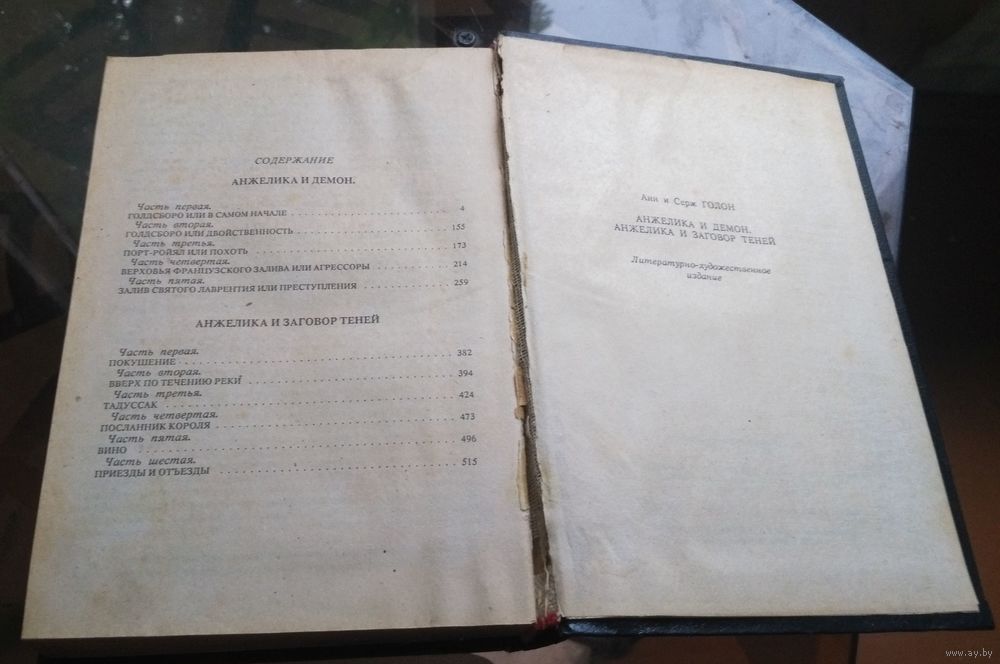 СОДЕРЖАНИЕ
АНЖЕЛИКА И ДЕМОН.
Часть первая.
ГОЛДСБОРО ИЛИ В САМОМ НАЧАЛЕ . . . . . . . . . . . . . . . . 4
Часть вторая.
ГОЛДСБОРО ИЛИ ДВОЙСТВЕННОСТЬ . . . . . . . . . . . . . . . . 155
Часть третья.
ПОРТ-РОЙЯЛ ИЛИ ПОХОТЬ . . . . . . . . . . . . . . . . 173
Часть четвертая.
ВЕРХОВЬЯ ФРАНЦУЗСКОГО ЗАЛИВА ИЛИ АГРЕССОРЫ . . . . . . . . 214
Часть пятая.
ЗАЛИВ СВЯТОГО ЛАВРЕНТИЯ ИЛИ ПРЕСТУПЛЕНИЯ . . . . . . . . 259
АНЖЕЛИКА И ЗАГОВОР ТЕНЕЙ
Часть первая.
ПОКУШЕНИЕ . . . . . . . . . . . . . . . . 382
Часть вторая.
ВВЕРХ ПО ТЕЧЕНИЮ РЕКИ . . . . . . . . . . . . . . . . 394
Часть третья.
ТАДУССАК . . . . . . . . . . . . . . . . 424
Часть четвертая.
ПОСЛАННИК КОРОЛЯ . . . . . . . . . . . . . . . . 473
Часть пятая.
ВИНО . . . . . . . . . . . . . . . . 496
Часть шестая.
ПРИЕЗДЫ И ОТЪЕЗДЫ . . . . . . . . . . . . . . . . 515
Анн и Серж ГОЛОН
АНЖЕЛИКА И ДЕМОН.
АНЖЕЛИКА И ЗАГОВОР ТЕНЕЙ
Литературно-художественное
издание
www.ay.by